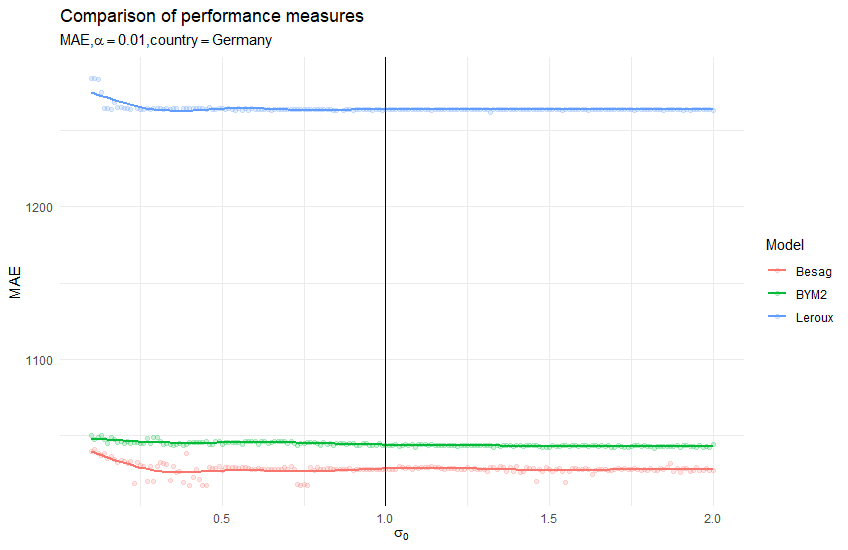 Comparison of performance measures
MAE,α = 0.01,country = Germany
MAE
1200
1100
0.5
1.0
1.5
2.0
σ0
Model
Besag
BYM2
Leroux